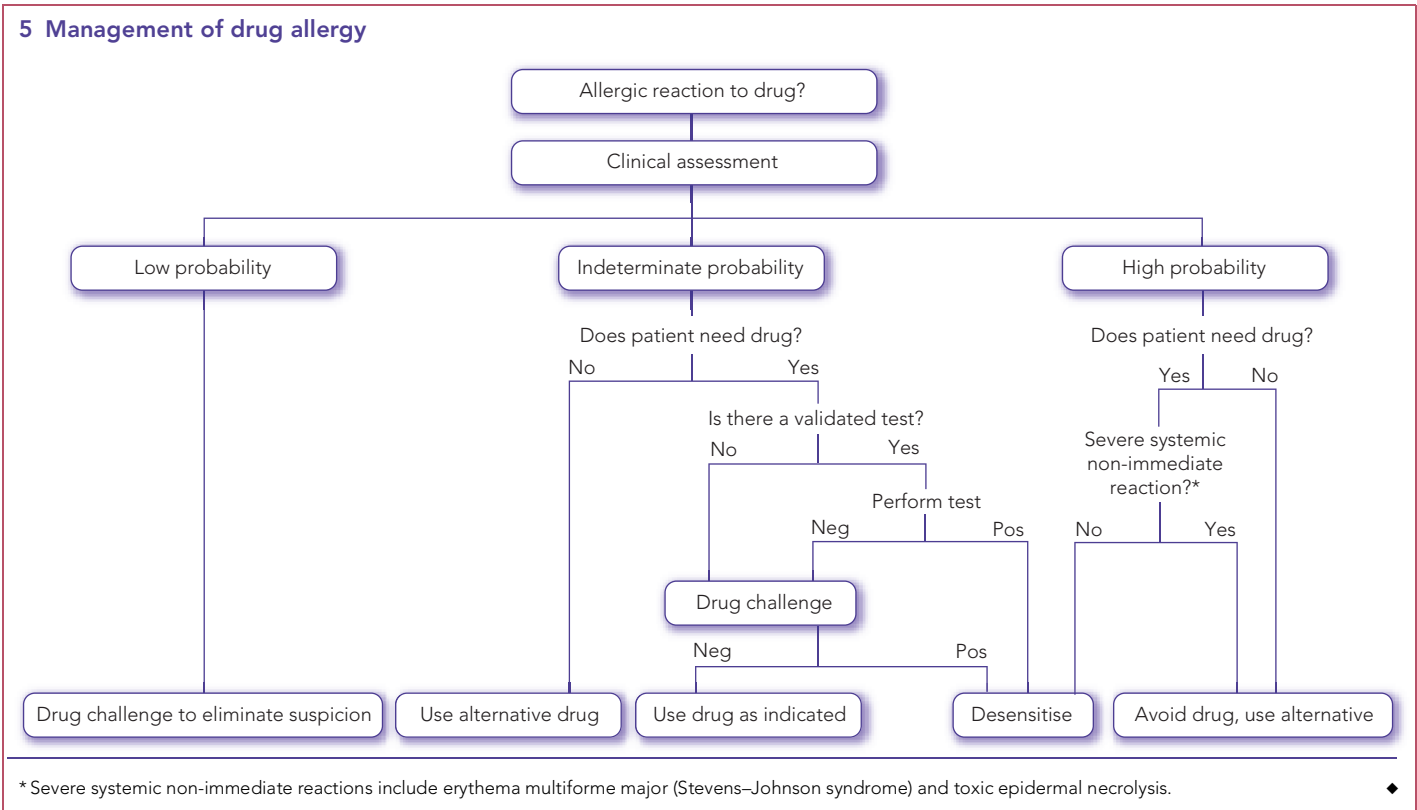 5 Management of drug allergy
Allergic reaction to drug?
Clinical assessment
Low probability
Indeterminate probability
High probability
Does patient need drug?
Does patient need drug?
No
Yes
Yes
No
Is there a validated test?
No
Yes
Severe systemic
non-immediate
reaction?*
Perform test
Neg
Pos
No
Yes
Drug challenge
Neg
Pos
Drug challenge to eliminate suspicion
Use alternative drug
Use drug as indicated
Desensitise
Avoid drug, use alternative
* Severe systemic non-immediate reactions include erythema multiforme major (Stevens–Johnson syndrome) and toxic epidermal necrolysis. ◆